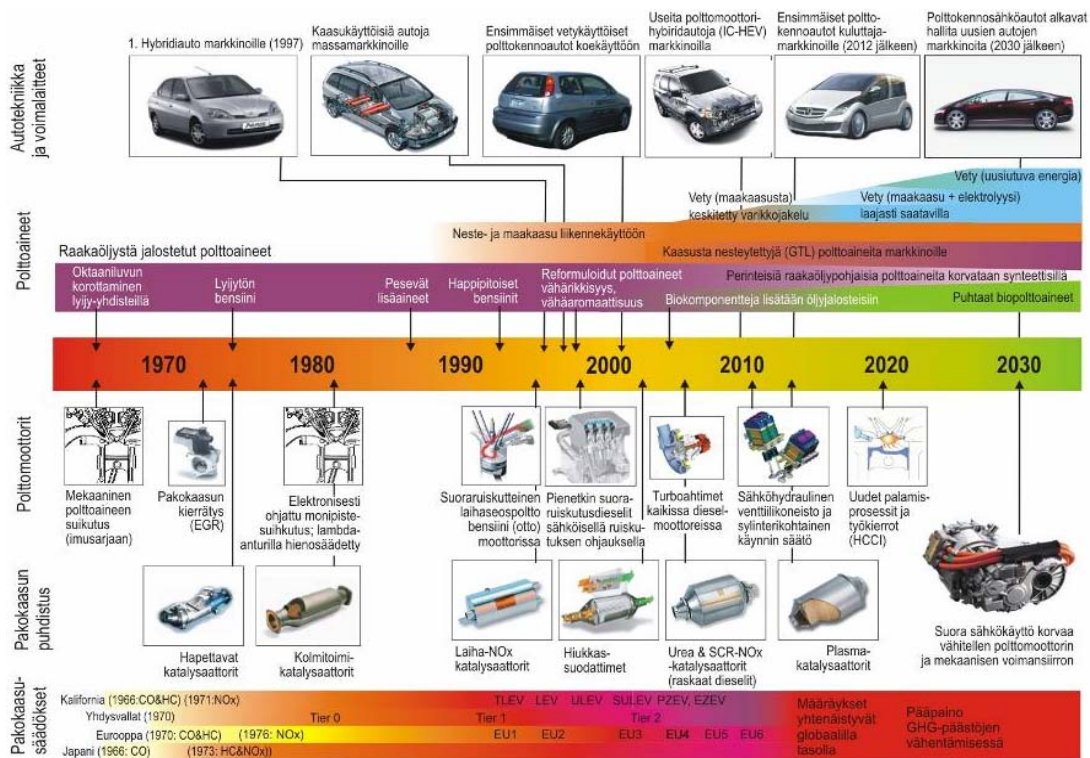 Autotekniikka
ja voimalaitteet
1. Hybridiauto markkinoille (1997)
Kaasukäyttöisiä autoja
massamarkkinoille
Ensimmäiset vetykäyttöiset
polttokennoautot koekäyttöön
Useita polttomoottori-
hybridautoja (IC-HEV)
markkinoilla
Ensimmäiset poltto-
kennoautot kuluttaja-
markkinoille (2012 jälkeen)
Polttokennosähköautot alkavat
hallita uusien autojen
markkinoita (2030 jälkeen)
Polttoaineet
Vety (uusiutuva energia)
Vety (maakaasusta)
keskitetty varikkojakelu
Vety (maakaasu + elektrolyysi)
laajasti saatavilla
Neste- ja maakaasu liikennekäyttöön
Raakaöljystä jalostetut polttoaineet
Kaasusta nesteytettyjä (GTL) polttoaineita markkinoille
Oktaaniluvun
korottaminen
lyijy-yhdisteillä
Lyijytön
bensiini
Pesevät
lisäaineet
Happipitoiset
bensiinit
Reformuloidut polttoaineet
vähärikkisyys,
vähäaromaattisuus
Perinteisiä raakaöljypohjaisia polttoaineita korvataan synteettisillä
Biokomponentteja lisätään öljyjalosteisiin
Puhtaat biopolttoaineet
1970
1980
1990
2000
2010
2020
2030
Polttomoottorit
Mekaaninen
polttoaineen
suikutus
(imusarjaan)
Pakokaasun
kierrätys
(EGR)
Elektronisesti
ohjattu monipiste-
suihkutus; lambda-
anturilla hienosäädetty
Suoraruiskutteinen
laihaseospoltto
bensiini (otto)
moottorissa
Pienetkin suora-
ruiskutusdieselit
sähköisellä ruisku-
tuksen ohjauksella
Turboahtimet
kaikissa diesel-
moottoreissa
Sähköhydraulinen
venttiilikoneisto ja
sylinterikohtainen
käynnin säätö
Uudet palamis-
prosessit ja
työkierrot
(HCCI)
Pakokaasun
puhdistus
Hapettavat
katalysaattorit
Kolmitoimi-
katalysaattorit
Laiha-NOx
katalysaattorit
Hiukkas-
suodattimet
Urea & SCR-NOx
-katalysaattorit
(raskaat dieselit)
Plasma-
katalysaattorit
Suora sähkökäyttö korvaa
vähitellen polttomoottorin
ja mekaanisen voimansiirron
Pakokaasu-
säädökset
Kalifornia (1966:CO&HC) (1971:NOx)
TLEV LEV ULEV SULEV PZEV, EZEV
Yhdysvallat (1970)
Tier 0
Tier 1
Tier 2
Eurooppa (1970: CO&HC) (1976: NOx)
EU1 EU2 EU3 EU4 EU5 EU6
Japani (1966: CO) (1973: HC&NOx))
Määräykset
yhtenäistyvät
globaalilla
tasolla
Pääpaino
GHG-päästöjen
vähentämisessä